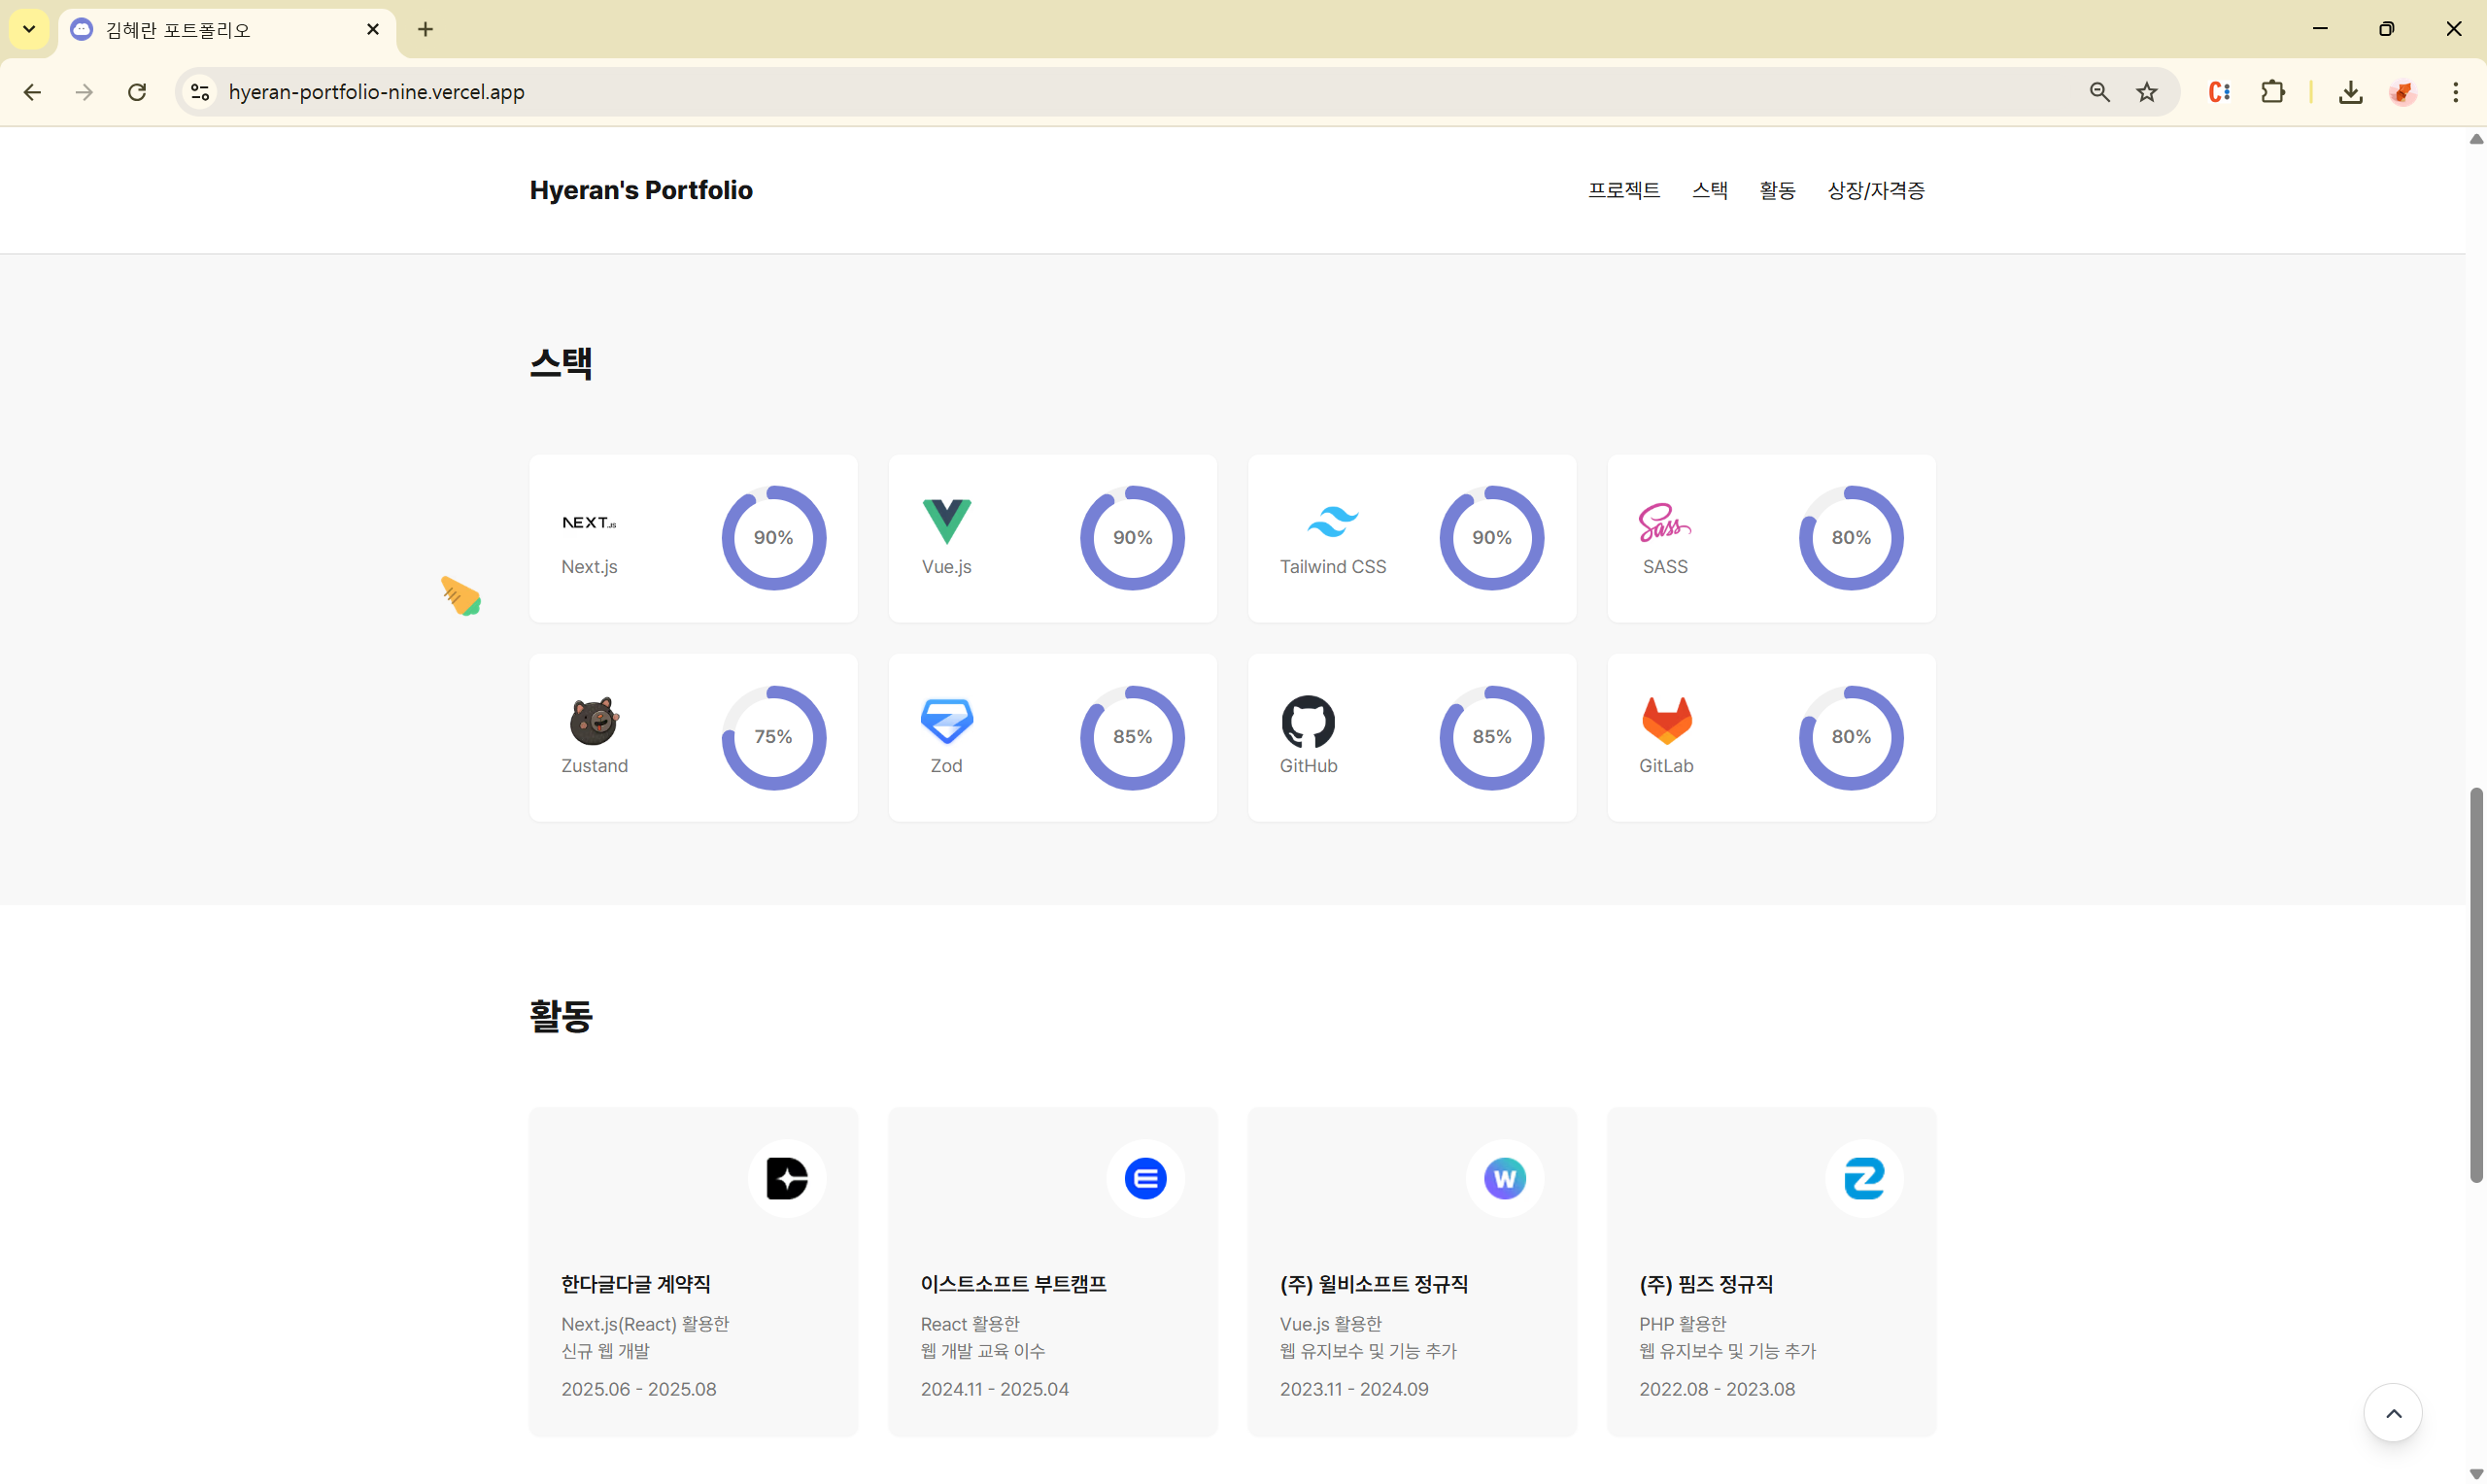 김혜란 포트폴리오
hyeran-portfolio-nine.vercel.app
Hyeran's Portfolio
프로젝트 스택 활동 상장/자격증
스택
NEXT.JS
Next.js
90%
Vue.js
90%
Tailwind CSS
90%
Sass
SASS
80%
Zustand
75%
Zod
85%
GitHub
85%
GitLab
80%
활동
한다글다글 계약직
Next.js(React) 활용한
신규 웹 개발
2025.06 - 2025.08
이스트소프트 부트캠프
React 활용한
웹 개발 교육 이수
2024.11 - 2025.04
W
(주) 윌비소프트 정규직
Vue.js 활용한
웹 유지보수 및 기능 추가
2023.11 - 2024.09
(주) 핌즈 정규직
PHP 활용한
웹 유지보수 및 기능 추가
2022.08 - 2023.08